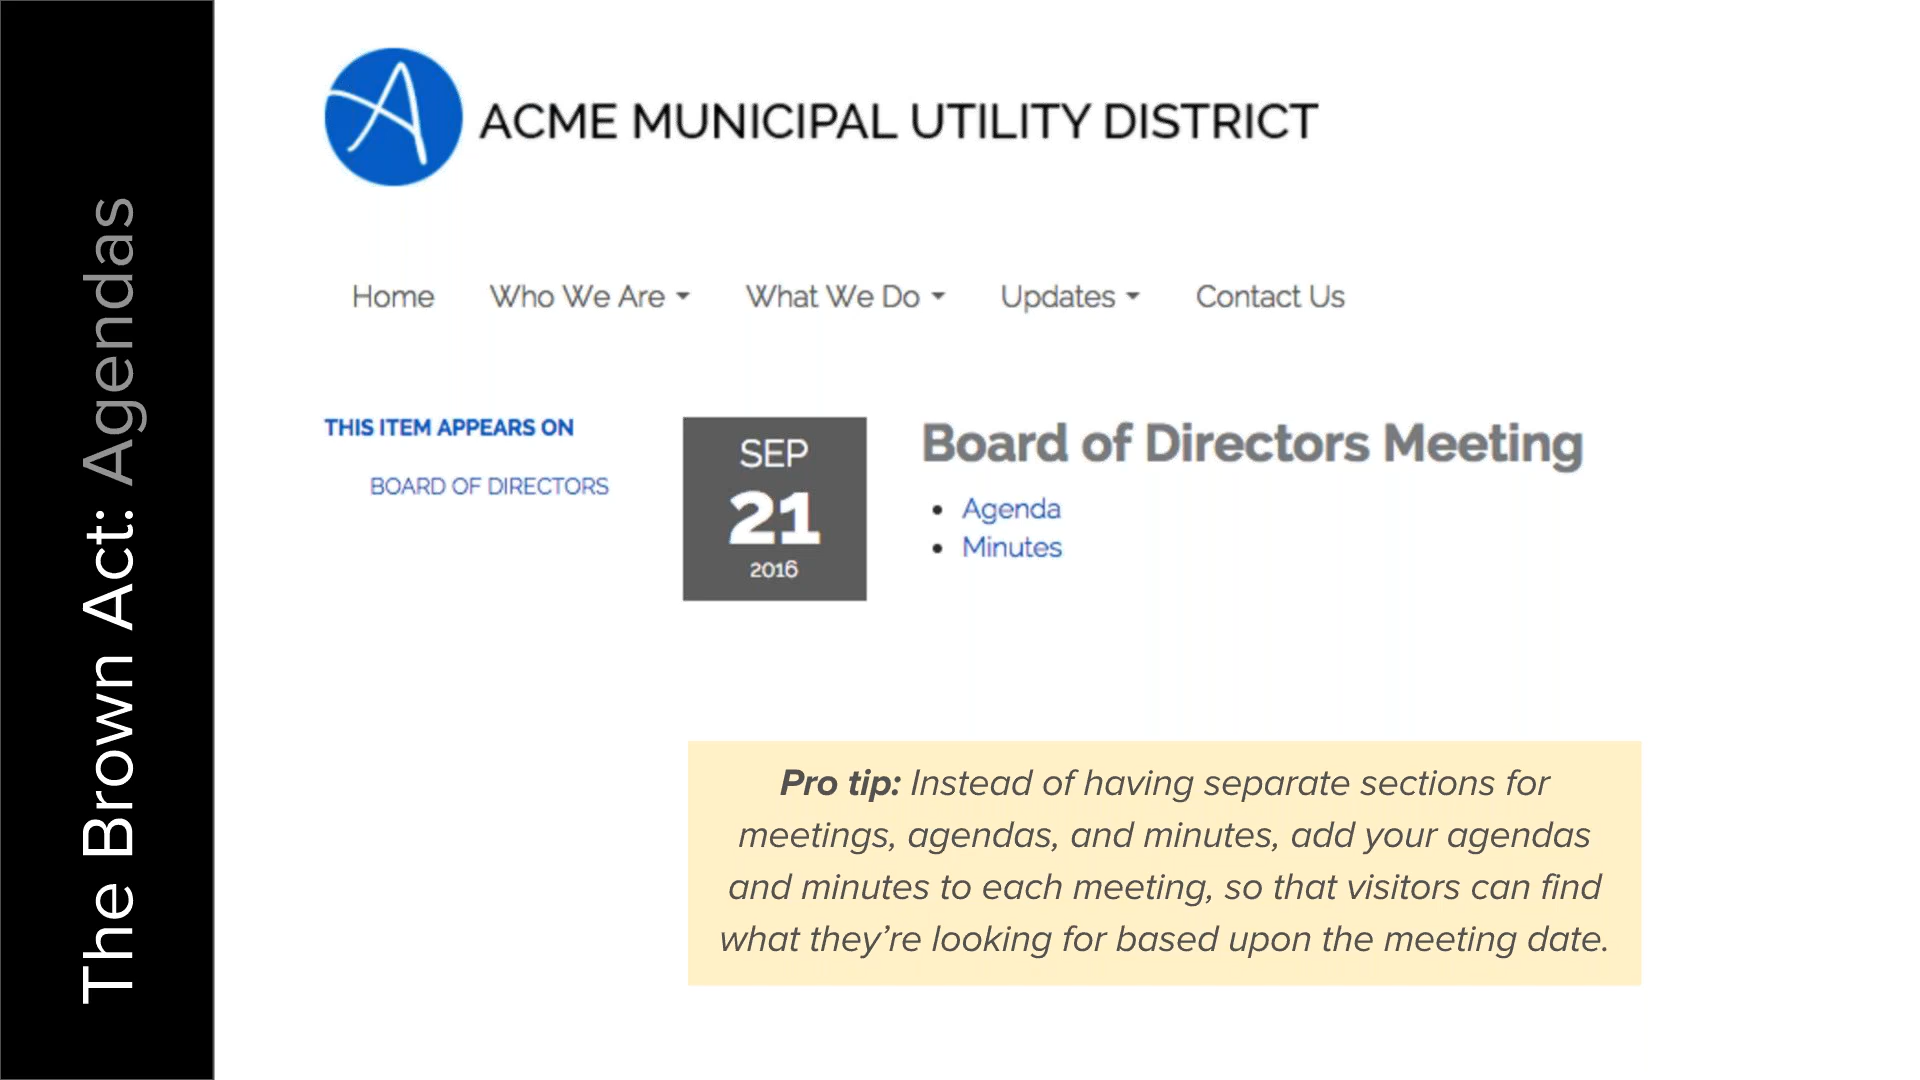 The Brown Act: Agendas
ACME MUNICIPAL UTILITY DISTRICT
Home Who We Are What We Do Updates Contact Us
THIS ITEM APPEARS ON
BOARD OF DIRECTORS
SEP
21
2016
Board of Directors Meeting
Agenda
Minutes
Pro tip: Instead of having separate sections for
meetings, agendas, and minutes, add your agendas
and minutes to each meeting, so that visitors can find
what they’re looking for based upon the meeting date.